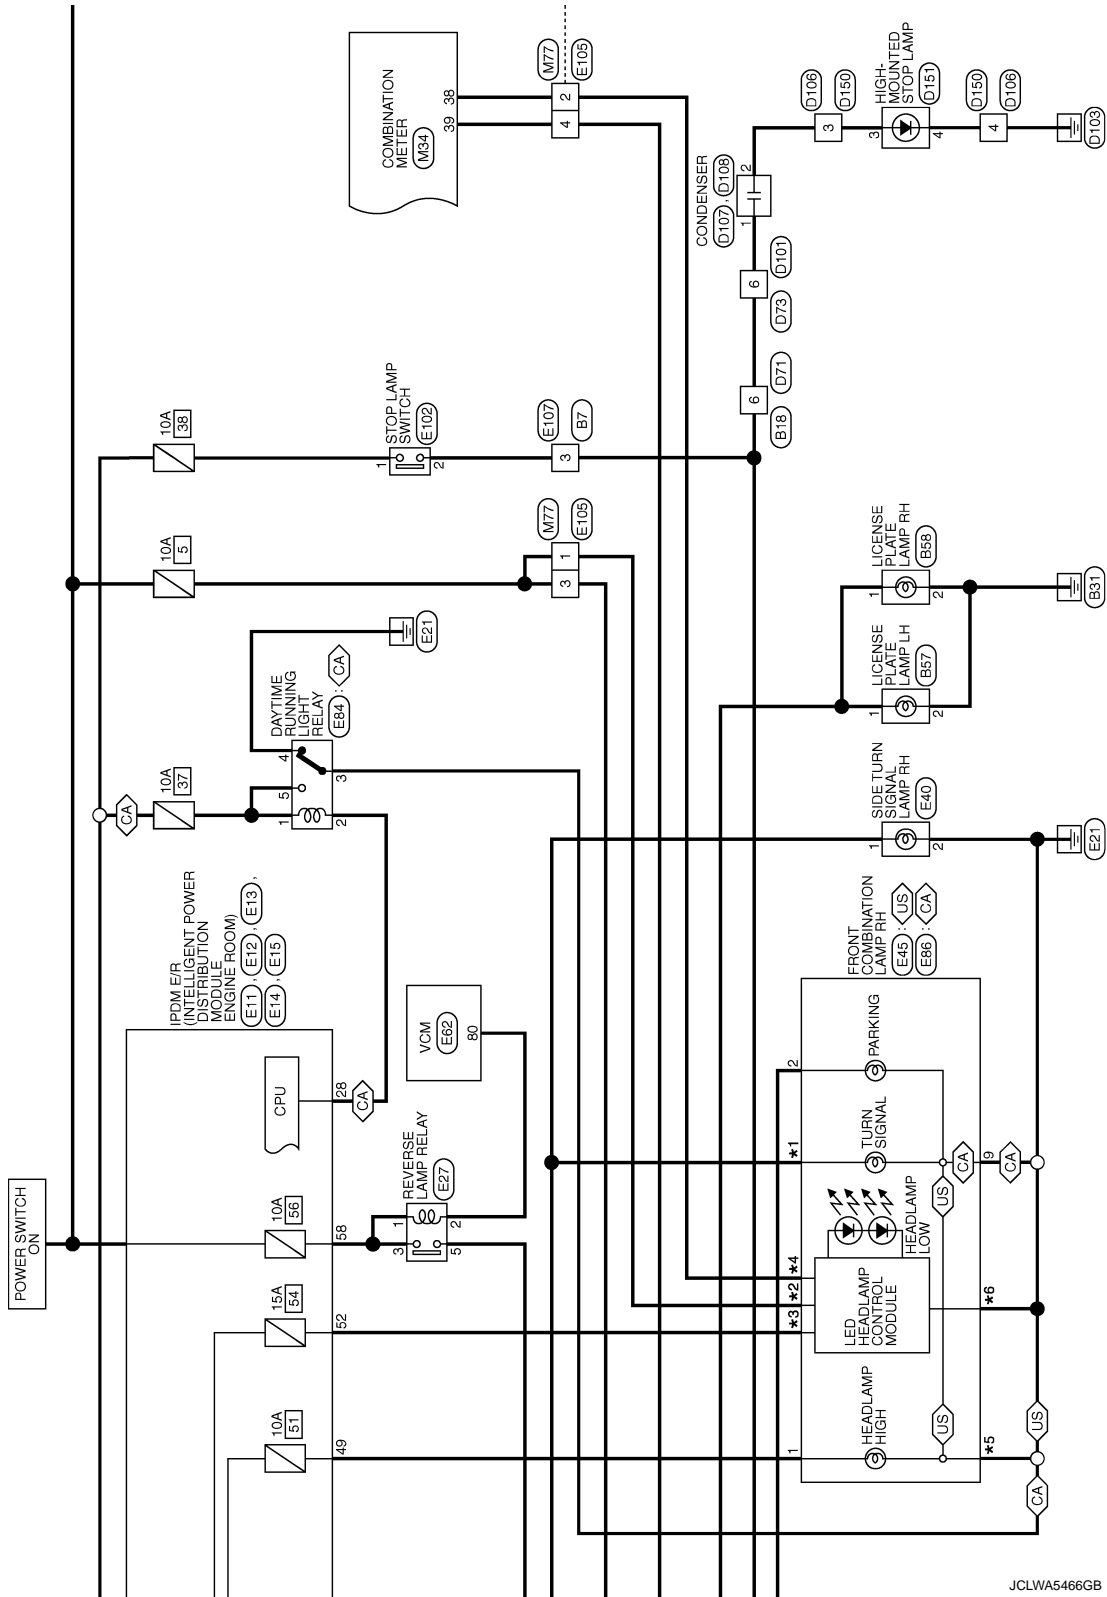 COMBINATION
METER
M34
38
39
M77
E105
2
4
D106
D150
3
HIGH-
MOUNTED
STOP LAMP
D151
3
4
D150
D106
4
D103
CONDENSER
D107 , D108
1
2
6
D101
D73
6
D71
B18
10A
38
STOP LAMP
SWITCH
E102
1
2
E107
B7
3
10A
5
M77
E105
1
3
E21
DAYTIME
RUNNING
LIGHT
RELAY
E84 : CA
4
5
3
1
2
10A
37
CA
LICENSE
PLATE
LAMP RH
B58
1
2
B31
LICENSE
PLATE
LAMP LH
B57
1
2
SIDE TURN
SIGNAL
LAMP RH
E40
1
2
E21
IPDM E/R
(INTELLIGENT POWER
DISTRIBUTION
MODULE
ENGINE ROOM)
E11 , E12 , E13 ,
E14 , E15
CPU
28
CA
VCM
E62
80
REVERSE
LAMP RELAY
E27
1
2
3
5
POWER SWITCH
ON
10A
56
58
15A
54
52
10A
51
49
FRONT
COMBINATION
LAMP RH
E45 : US
E86 : CA
2
PARKING
*1
TURN
SIGNAL
CA
9
CA
US
HEADLAMP
LOW
*4
*2
*3
LED
HEADLAMP
CONTROL
MODULE
*6
HEADLAMP
HIGH
1
US
*5
US
CA
JCLWA5466GB